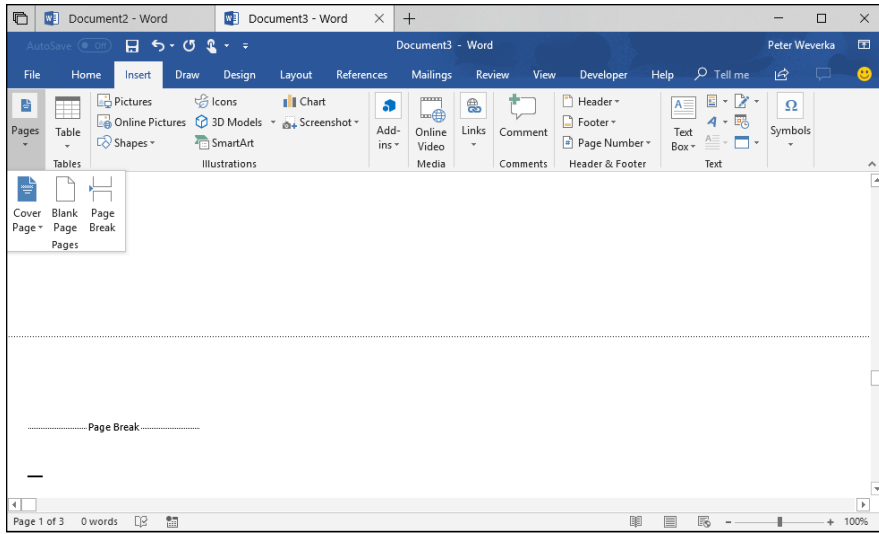 Document2 - Word Document3 - Word
AutoSave Off Document3 - Word Peter Weverka
File Home Insert Draw Design Layout References Mailings Review View Developer Help Tell me
Pages
Table
Tables
Pictures
Online Pictures
Shapes
Icons
3D Models
SmartArt
Chart
Screenshot
Illustrations
Add-
ins
Online
Video
Media
Links
Comment
Comments
Header
Footer
Page Number
Header & Footer
Text
Box
Text
Symbols
Cover
Page
Blank
Page
Page
Break
Pages
Page Break
Page 1 of 3 0 words 100%